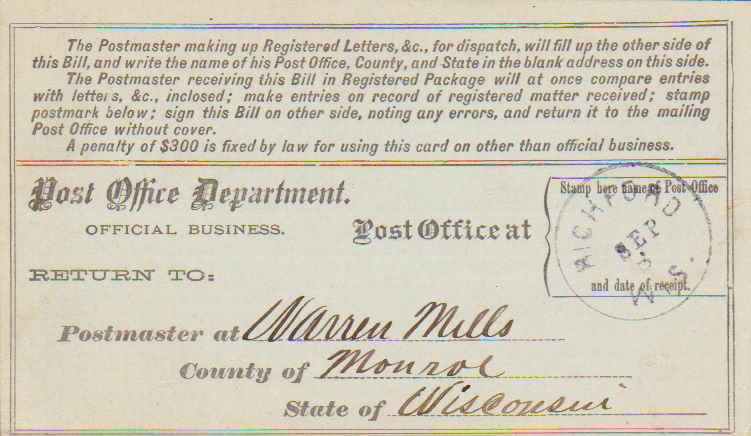 The Postmaster making up Registered Letters, &c., for dispatch, will fill up the other side of
this Bill, and write the name of his Post Office, County, and State in the blank address on this side.
The Postmaster receiving this Bill in Registered Package will at once compare entries
with letters, &c., inclosed; make entries on record of registered matter received; stamp
postmark below; sign this Bill on other side, noting any errors, and return it to the mailing
Post Office without cover.
A penalty of $300 is fixed by law for using this card on other than official business.
Post Office Department.
OFFICIAL BUSINESS.
Post Office at
Stamp here name of Post Office
and date of receipt.
RICHFORD
SEP
5
WIS.
RETURN TO:
Postmaster at Warren Mills
County of Monroe
State of Wisconsin